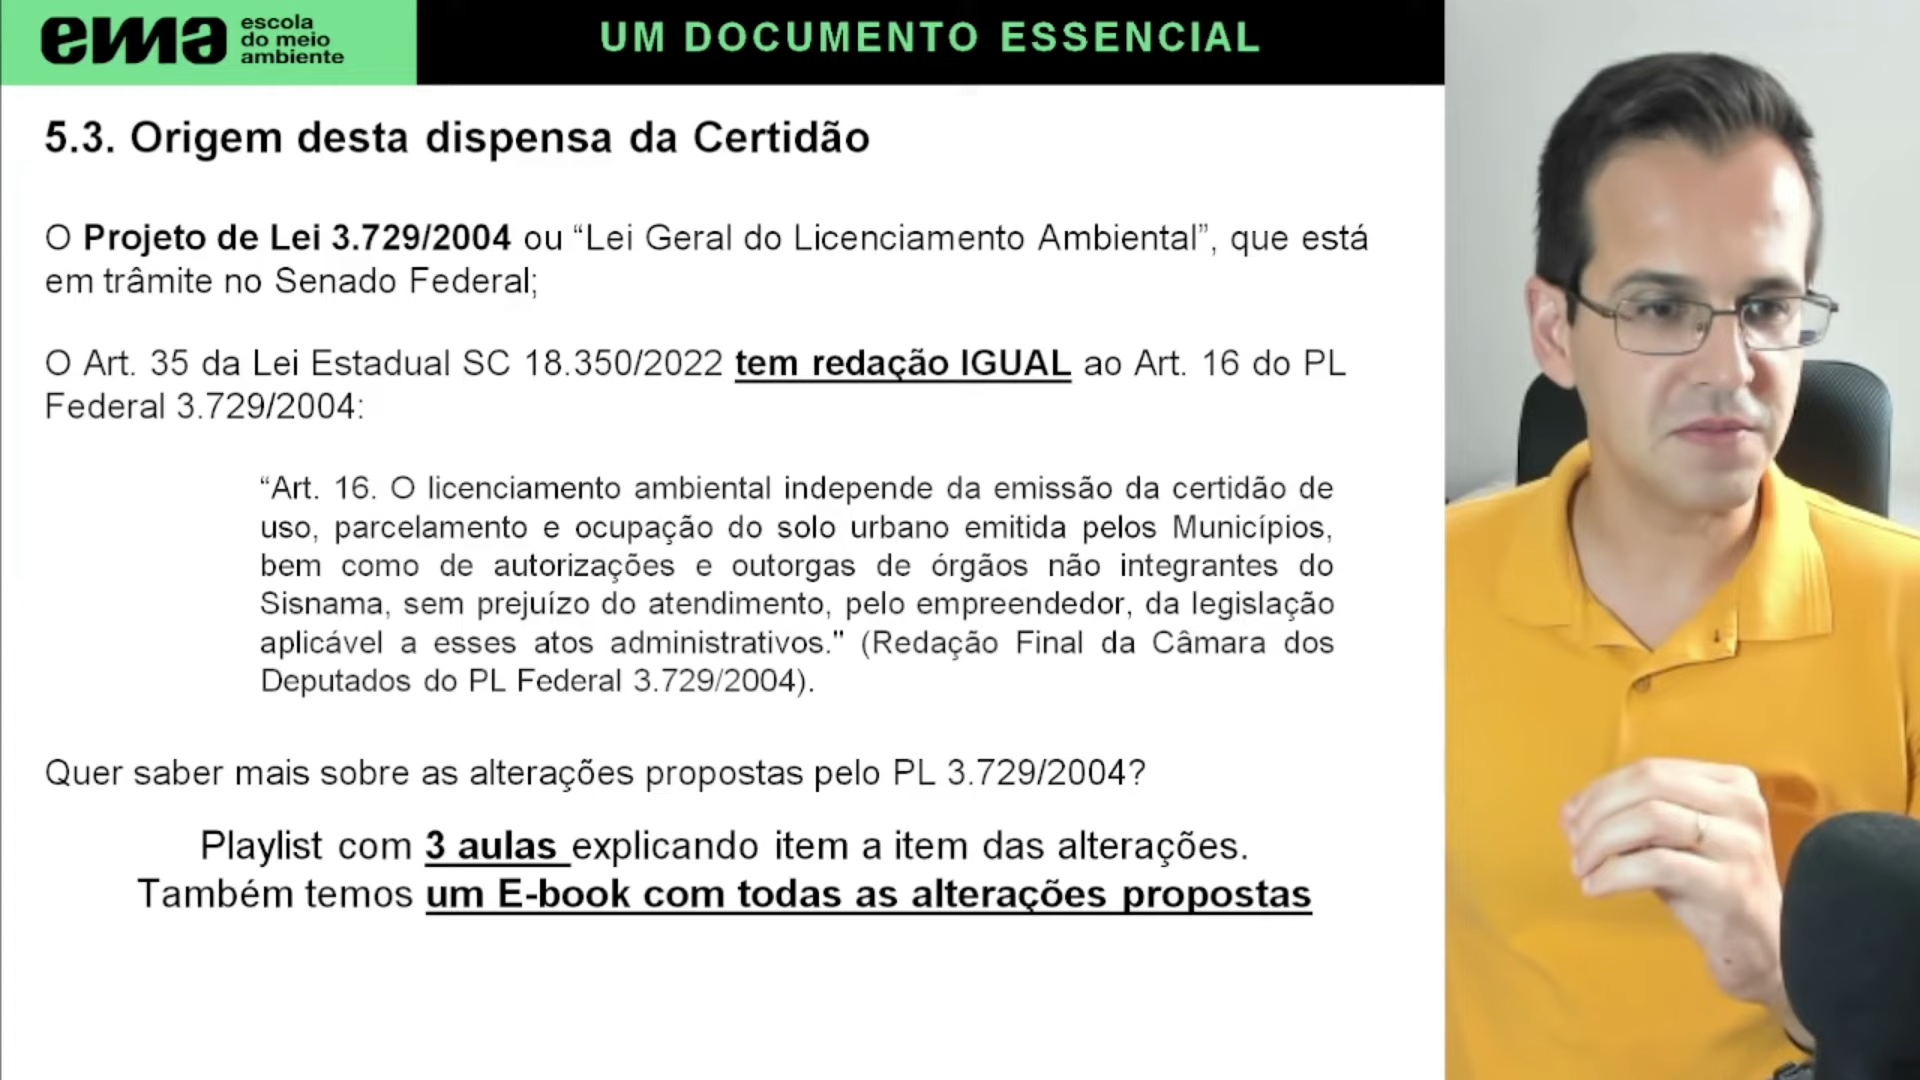 ema
escola
do meio
ambiente
UM DOCUMENTO ESSENCIAL
5.3. Origem desta dispensa da Certidão
O Projeto de Lei 3.729/2004 ou “Lei Geral do Licenciamento Ambiental”, que está
em trâmite no Senado Federal;
O Art. 35 da Lei Estadual SC 18.350/2022 tem redação IGUAL ao Art. 16 do PL
Federal 3.729/2004:
“Art. 16. O licenciamento ambiental independe da emissão da certidão de
uso, parcelamento e ocupação do solo urbano emitida pelos Municípios,
bem como de autorizações e outorgas de órgãos não integrantes do
Sisnama, sem prejuízo do atendimento, pelo empreendedor, da legislação
aplicável a esses atos administrativos." (Redação Final da Câmara dos
Deputados do PL Federal 3.729/2004).
Quer saber mais sobre as alterações propostas pelo PL 3.729/2004?
Playlist com 3 aulas explicando item a item das alterações.
Também temos um E-book com todas as alterações propostas